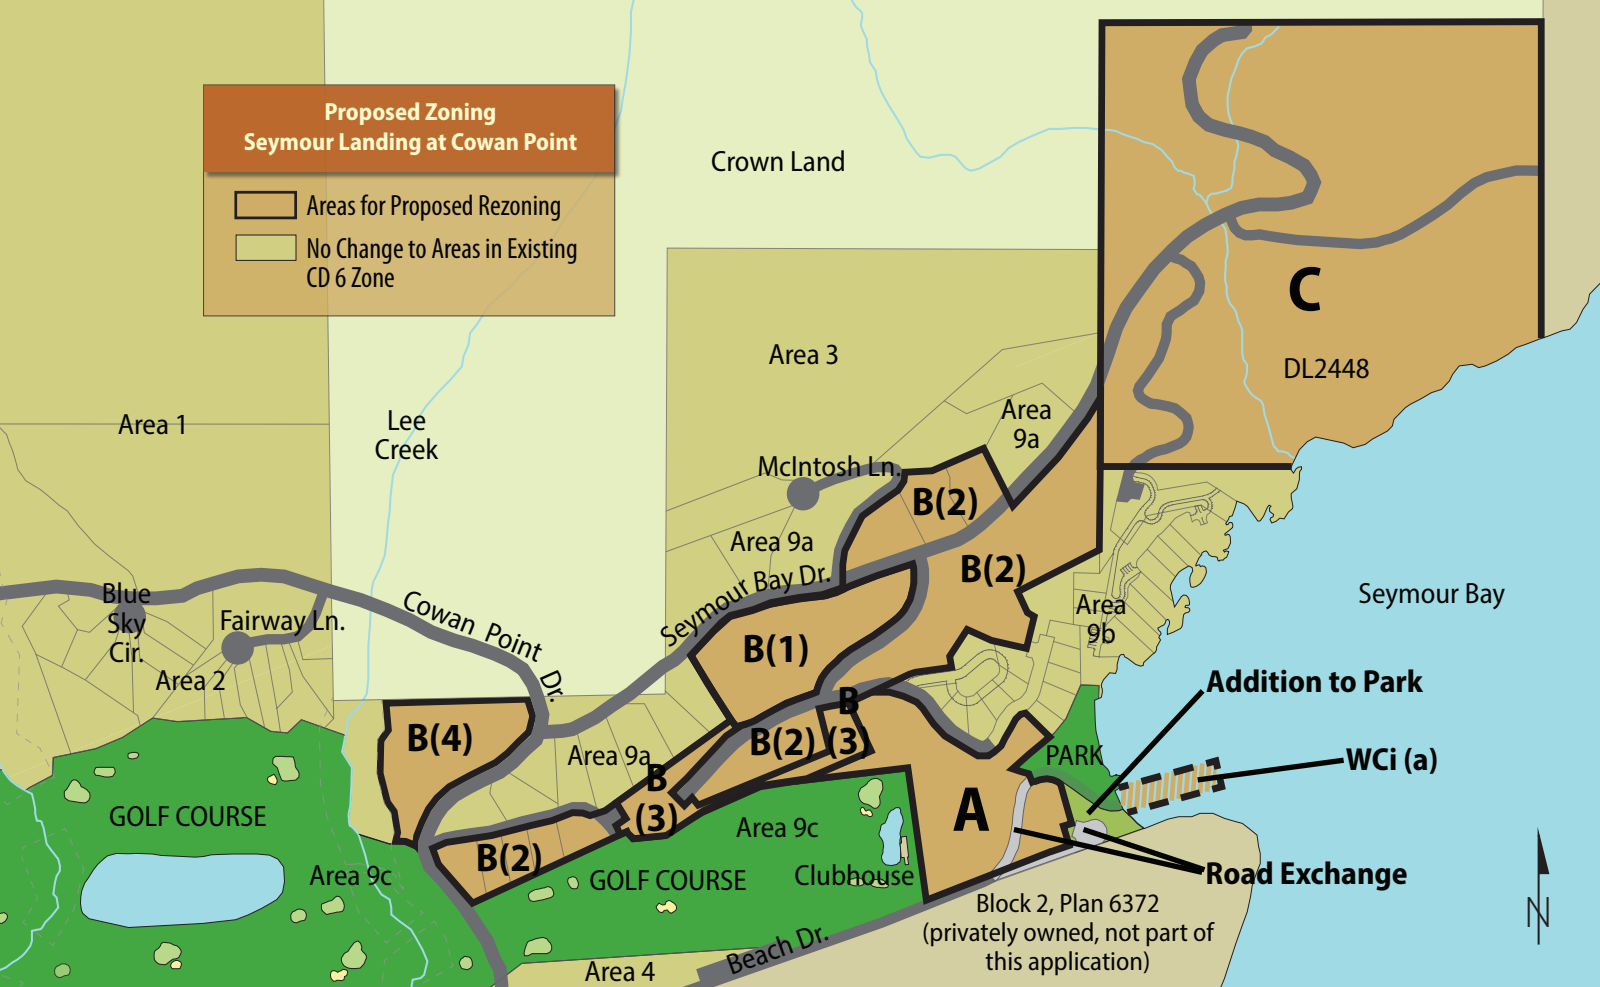 Proposed Zoning
Seymour Landing at Cowan Point
Areas for Proposed Rezoning
No Change to Areas in Existing
CD 6 Zone
Crown Land
C
DL2448
Area 3
Area 1
Lee
Creek
Area
9a
McIntosh Ln.
B(2)
Area 9a
Seymour Bay Dr.
B(2)
Blue
Sky
Cir.
Fairway Ln.
Cowan Point Dr.
Area
9b
Seymour Bay
B(1)
Area 2
Addition to Park
B
(3)
B(4)
B(2)
Area 9a
PARK
WCi (a)
B
(3)
GOLF COURSE
A
Area 9c
B(2)
Area 9c
GOLF COURSE
Clubhouse
Road Exchange
Block 2, Plan 6372
(privately owned, not part of
this application)
Beach Dr.
Area 4
N